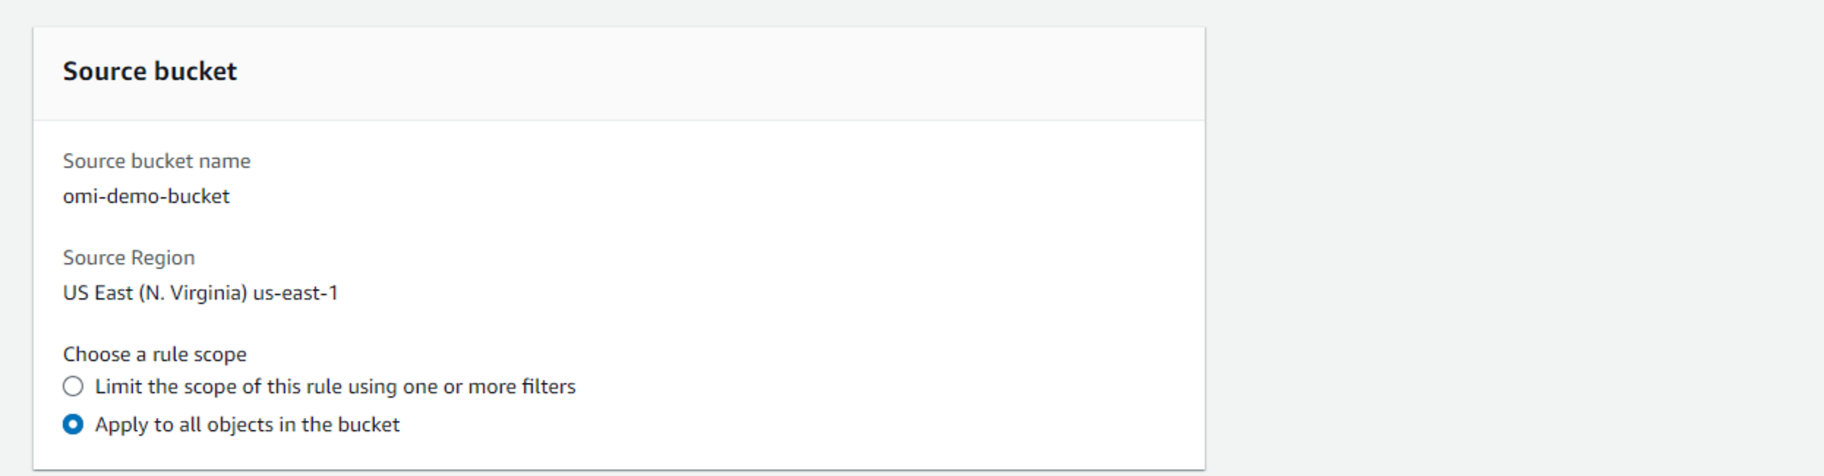 Source bucket
Source bucket name
omi-demo-bucket
Source Region
US East (N. Virginia) us-east-1
Choose a rule scope
Limit the scope of this rule using one or more filters
Apply to all objects in the bucket